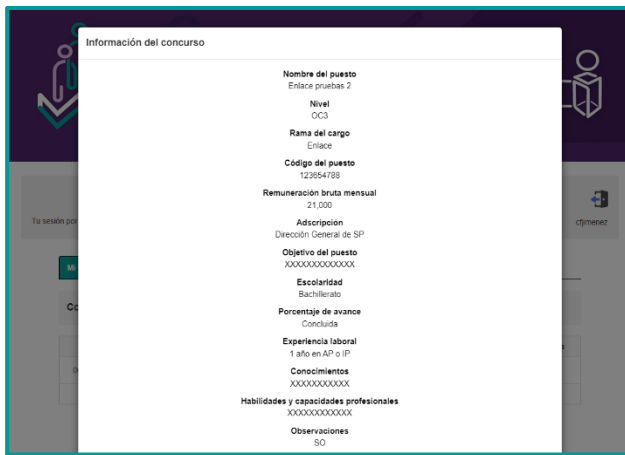 Información del concurso
Nombre del puesto
Enlace pruebas 2
Nivel
OC3
Rama del cargo
Enlace
Código del puesto
123654788
Remuneración bruta mensual
21,000
Adscripción
Dirección General de SP
Objetivo del puesto
XXXXXXXXXXXXX
Escolaridad
Bachillerato
Porcentaje de avance
Concluida
Experiencia laboral
1 año en AP o IP
Conocimientos
XXXXXXXXXXX
Habilidades y capacidades profesionales
XXXXXXXXXXXX
Observaciones
SO
Tu sesión por
cfjimenez
Mi
Co